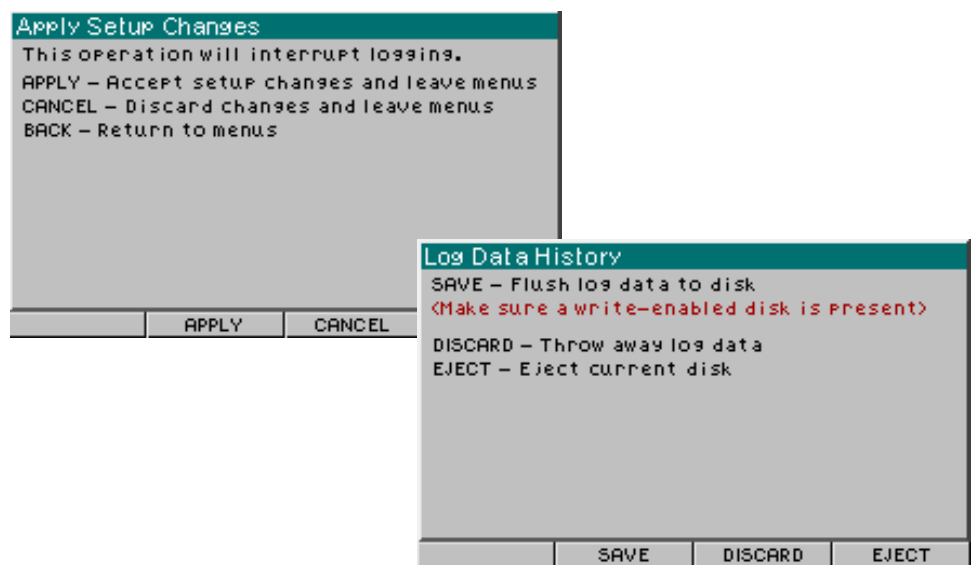 Apply Setup Changes
This operation will interrupt logging.
APPLY – Accept setup changes and leave menus
CANCEL – Discard changes and leave menus
BACK – Return to menus
APPLY CANCEL
Log Data History
SAVE – Flush log data to disk
(Make sure a write-enabled disk is present)
DISCARD – Throw away log data
EJECT – Eject current disk
SAVE DISCARD EJECT